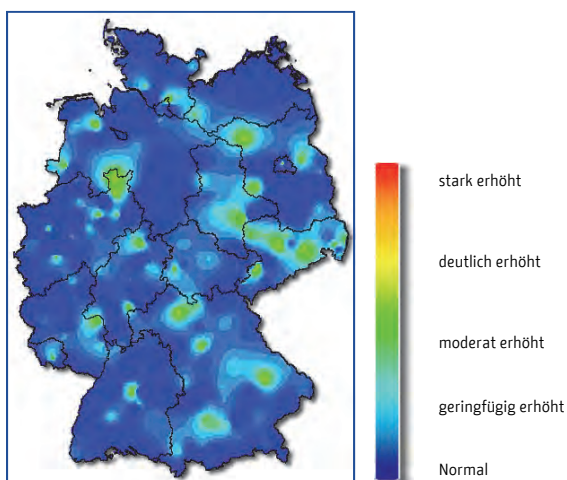 stark erhöht
deutlich erhöht
moderat erhöht
geringfügig erhöht
Normal